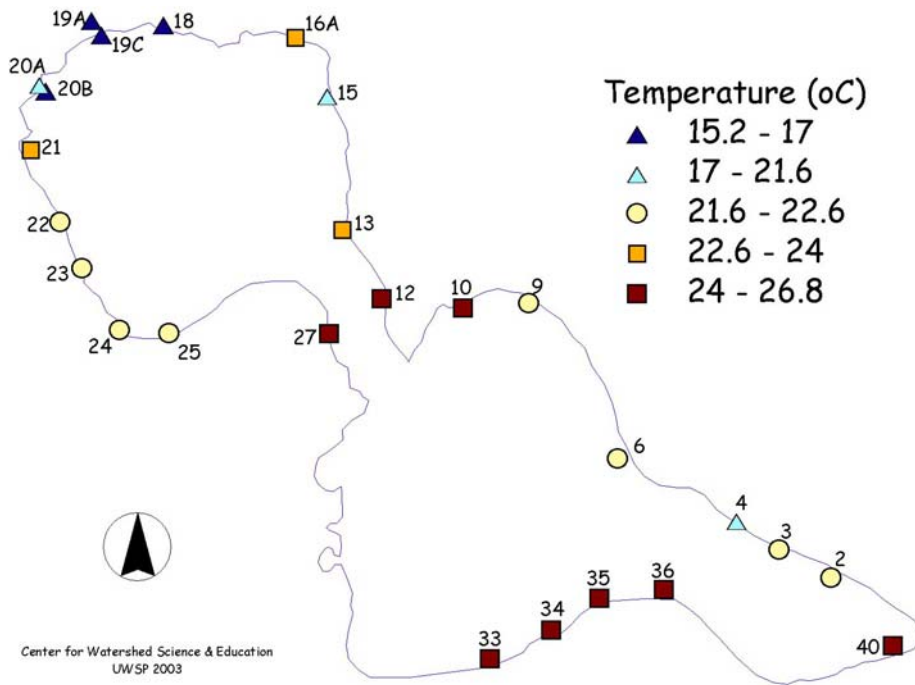 19A
18
16A
19C
20A
20B
15
Temperature (oC)
15.2 - 17
17 - 21.6
21.6 - 22.6
22.6 - 24
24 - 26.8
21
22
13
23
12
10
9
24
25
27
6
4
3
2
36
35
34
33
40
Center for Watershed Science & Education
UWSP 2003